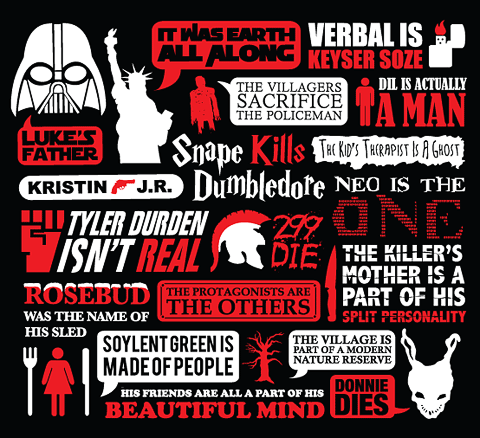 IT WAS EARTH
ALL ALONG
VERBAL IS
KEYSER SOZE
THE VILLAGERS
SACRIFICE
THE POLICEMAN
DIL IS ACTUALLY
A MAN
LUKE'S
FATHER
Snape Kills
Dumbledore
The Kid's Therapist Is A Ghost
KRISTIN J.R.
NEO IS THE
ONE
TYLER DURDEN
ISN'T REAL
299
DIE
THE KILLER'S
MOTHER IS A
PART OF HIS
SPLIT PERSONALITY
ROSEBUD
WAS THE NAME OF
HIS SLED
THE PROTAGONISTS ARE
THE OTHERS
SOYLENT GREEN IS
MADE OF PEOPLE
THE VILLAGE IS
PART OF A MODERN
NATURE RESERVE
DONNIE
DIES
HIS FRIENDS ARE ALL A PART OF HIS
BEAUTIFUL MIND